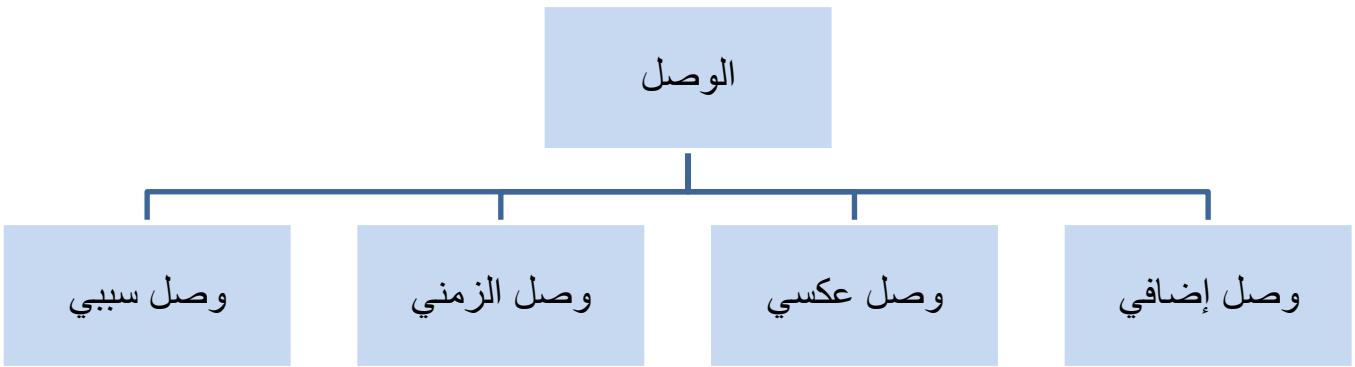 الوصل
وصل إضافي
وصل عكسي
وصل الزمني
وصل سببي